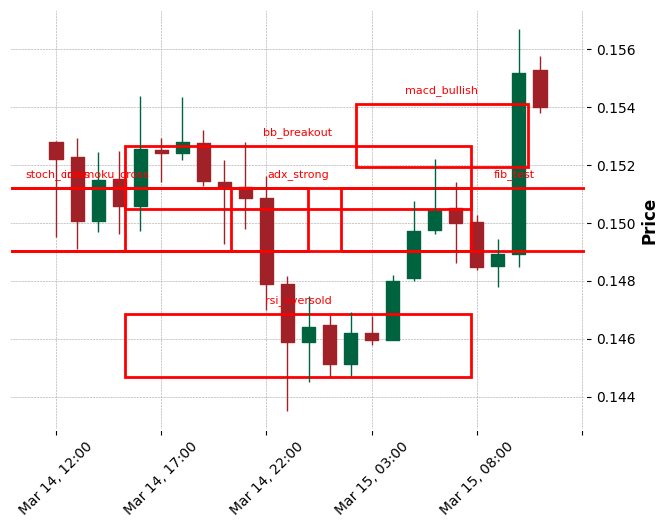 0.156
macd_bullish
0.154
bb_breakout
0.152
adx_strong
fib_test
0.150
Price
0.148
rsi_oversold
0.146
0.144
Mar 14, 12:00
Mar 14, 17:00
Mar 14, 22:00
Mar 15, 03:00
Mar 15, 08:00